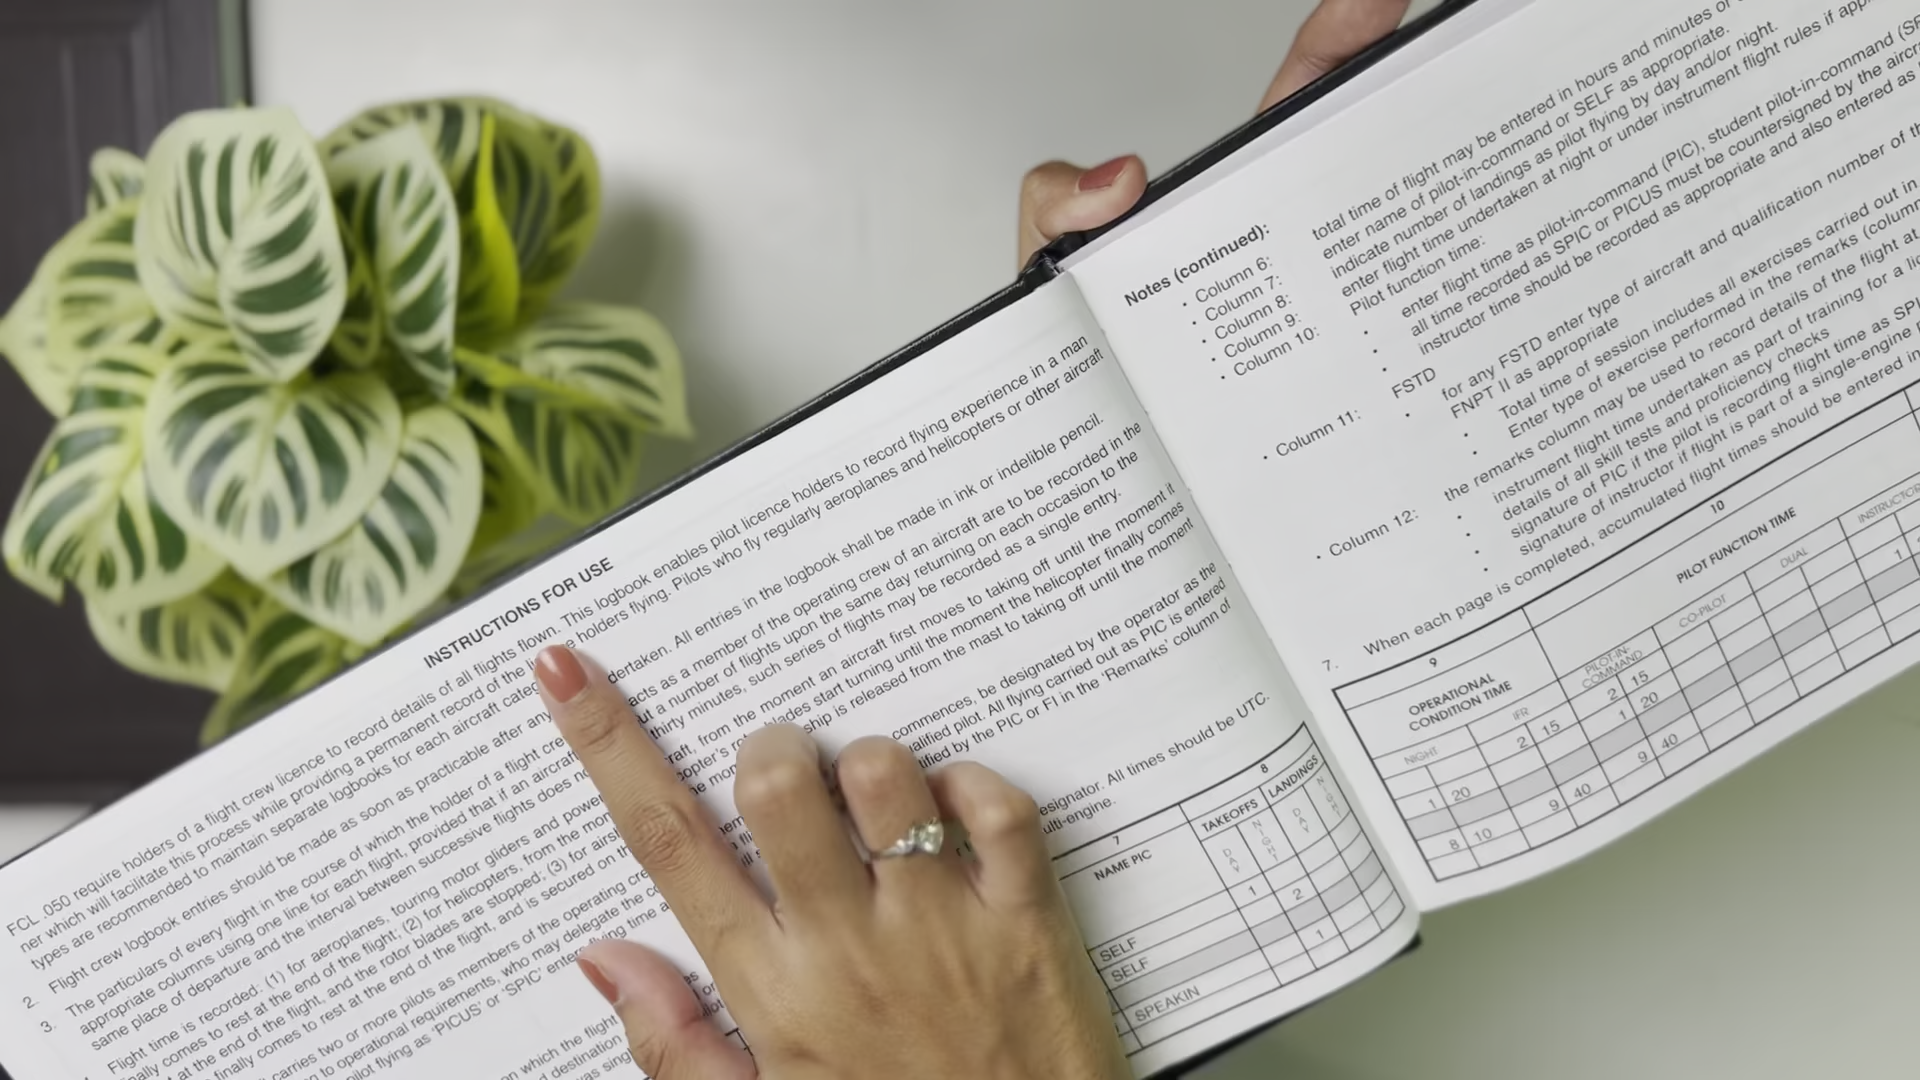 INSTRUCTIONS FOR USE
FCL .050 require holders of a flight crew licence to record details of all flights flown. This logbook enables pilot licence holders to record flying experience in a man
ner which will facilitate this process while providing a permanent record of the holders flying. Pilots who fly regularly aeroplanes and helicopters or other aircraft
types are recommended to maintain separate logbooks for each aircraft
2. Flight crew logbook entries should be made as soon as practicable after any dertaken. All entries in the logbook shall be made in ink or indelible pencil.
3. The particulars of every flight in the course of which the holder of a flight cre acts as a member of the operating crew of an aircraft are to be recorded in the
appropriate columns using one line for each flight, provided that if an aircraft a number of flights upon the same day returning on each occasion to the
same place of departure and the interval between successive flights does no thirty minutes, such series of flights may be recorded as a single entry.
Flight time is recorded: (1) for aeroplanes, touring motor gliders and power raft, from the moment an aircraft first moves to taking off until the moment it
nally comes to rest at the end of the flight; (2) for helicopters, from the mom copter's ro blades start turning until the moment the helicopter finally comes
t at the end of the flight, and the rotor blades are stopped; (3) for airsh ship is released from the mast to taking off until the moment
finally comes to rest at the end of the flight, and is secured on th
carries two or more pilots as members of the operating cre commences, be designated by the operator as the
to operational requirements, who may delegate the co ualified pilot. All flying carried out as PIC is entered
pilot flying as 'PICUS' or 'SPIC' ente flying time a tified by the PIC or FI in the 'Remarks' column of
on which the flight
d destination esignator. All times should be UTC.
was sing ulti-engine.
7 8
NAME PIC TAKEOFFS LANDINGS
DAY NIGHT DAY NIGHT
SELF 1 2
SELF
SPEAKIN 1
Notes (continued):
• Column 6: total time of flight may be entered in hours and minutes or
• Column 7: enter name of pilot-in-command or SELF as appropriate.
• Column 8: indicate number of landings as pilot flying by day and/or night.
• Column 9: enter flight time undertaken at night or under instrument flight rules if
• Column 10: Pilot function time:
• enter flight time as pilot-in-command (PIC), student pilot-in-command
• all time recorded as SPIC or PICUS must be countersigned by the
• instructor time should be recorded as appropriate and also entered as
• Column 11: FSTD
• for any FSTD enter type of aircraft and qualification number of
FNPT II as appropriate
• Total time of session includes all exercises carried out in
• Enter type of exercise performed in the remarks
• Column 12: the remarks column may be used to record details of the flight at
• instrument flight time undertaken as part of training for a
• details of all skill tests and proficiency checks
• signature of PIC if the pilot is recording flight time as
• signature of instructor if flight is part of a single-engine
7. When each page is completed, accumulated flight times should be entered in
9 10
OPERATIONAL CONDITION TIME PILOT FUNCTION TIME
NIGHT IFR PILOT-IN-COMMAND CO-PILOT DUAL INSTRUCTOR
2 15 2 15 1
1 20 1 20
9 40 9 40
8 10